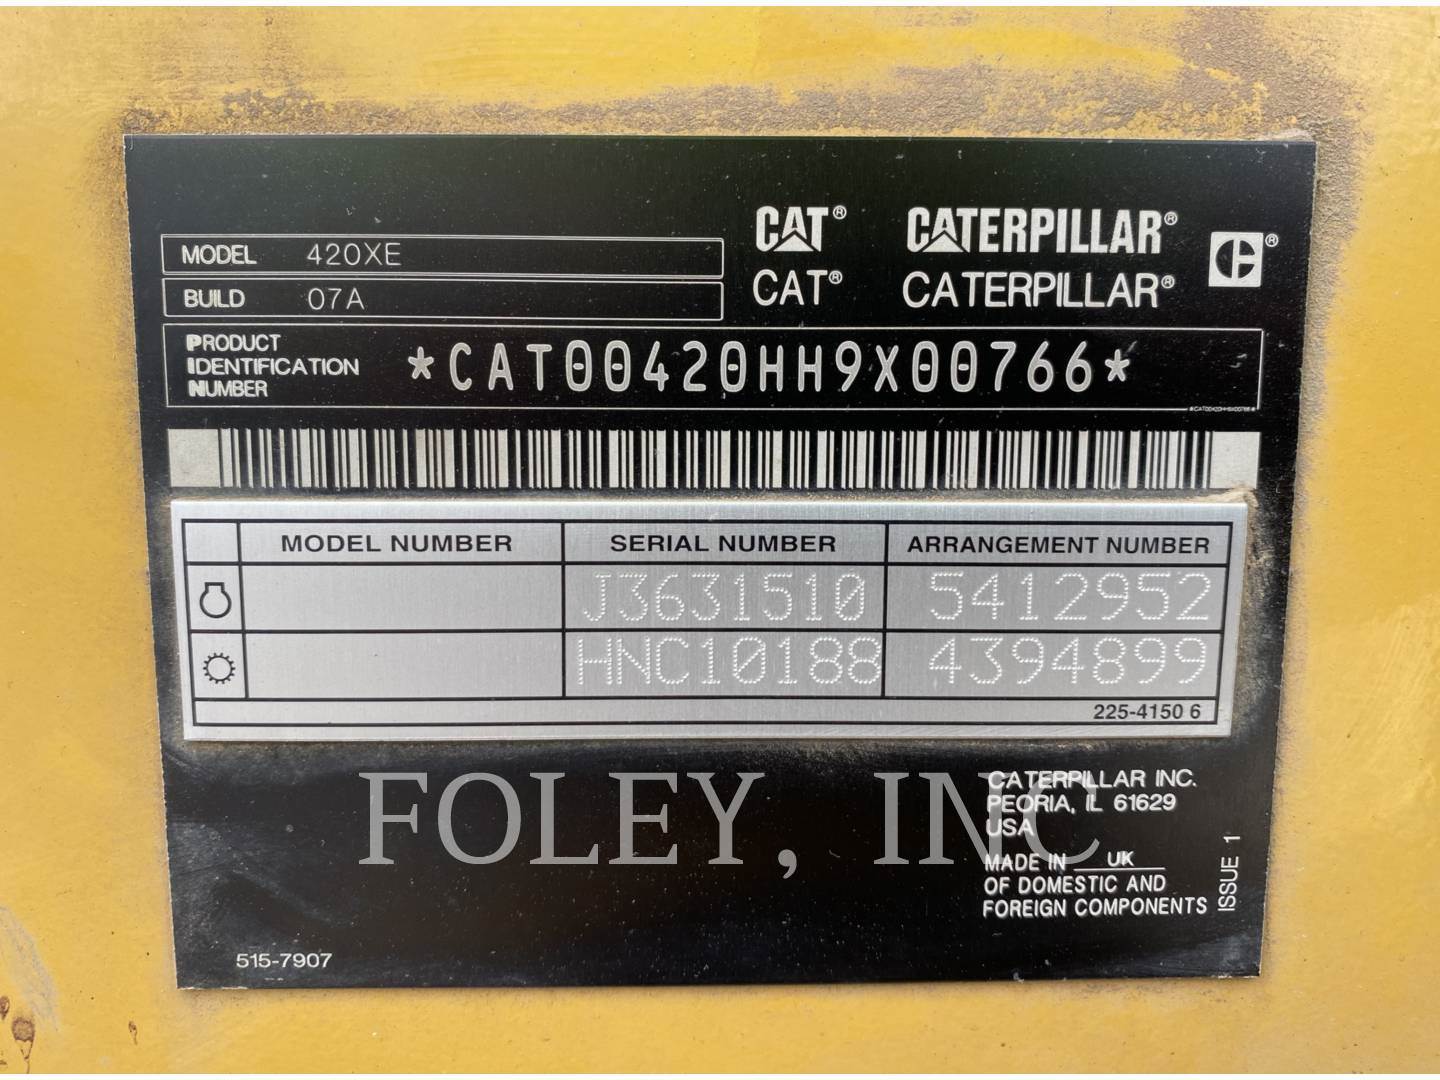 CAT® CATERPILLAR®
CAT® CATERPILLAR® ®
MODEL 420XE
BUILD 07A
PRODUCT
IDENTIFICATION
NUMBER
*CAT00420HH9X00766*
*CAT00420HH9X00766*
MODEL NUMBER SERIAL NUMBER ARRANGEMENT NUMBER
J3631510 5412952
HNC10188 4394899
225-4150 6
FOLEY, INC
CATERPILLAR INC.
PEORIA, IL 61629
USA
MADE IN UK
OF DOMESTIC AND
FOREIGN COMPONENTS
ISSUE 1
515-7907